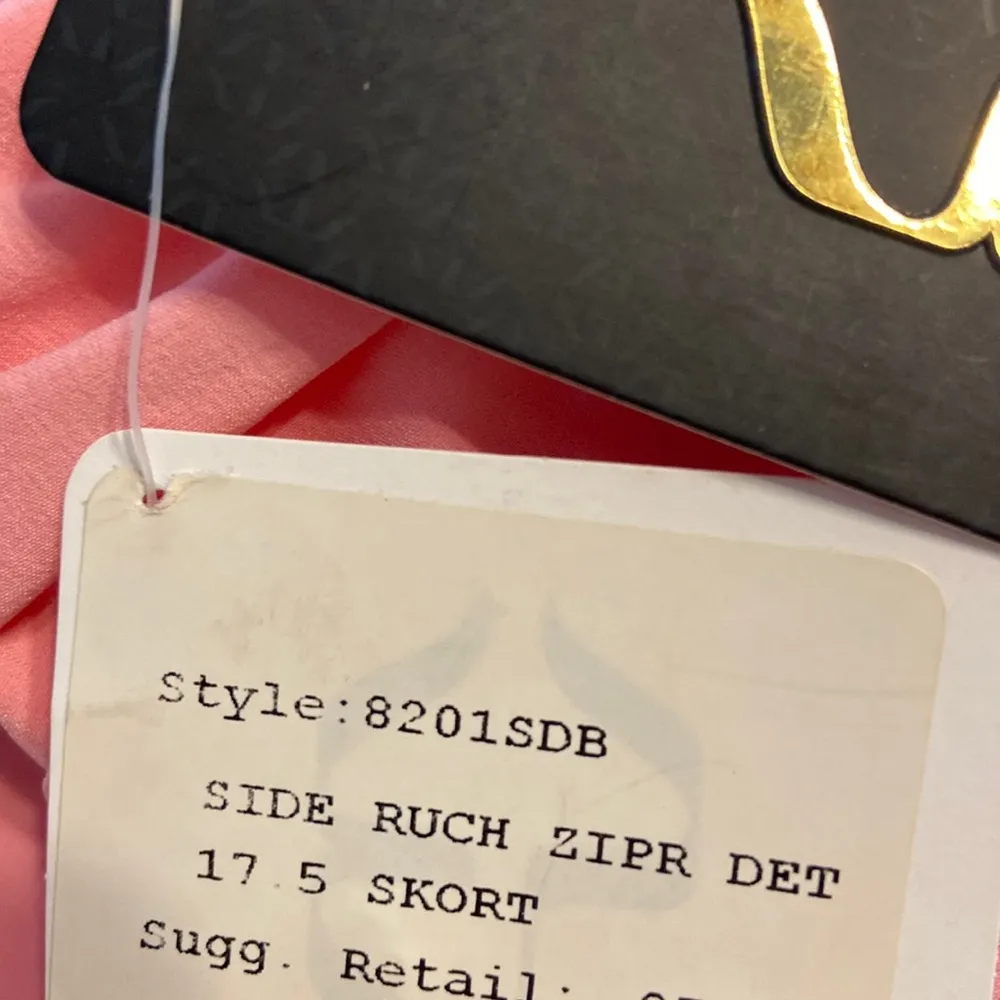 Style:8201SDB
SIDE RUCH ZIPR DET
17.5 SKORT
Sugg. Retail: